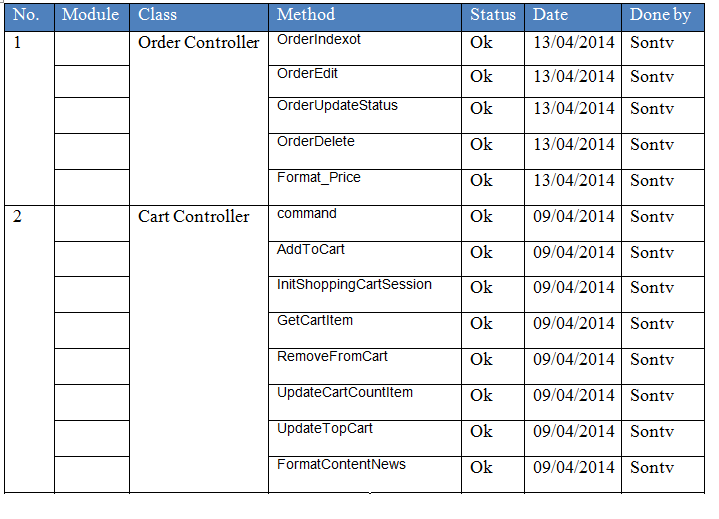 No. Module Class Method Status Date Done by
1 Order Controller OrderIndexot Ok 13/04/2014 Sontv
OrderEdit Ok 13/04/2014 Sontv
OrderUpdateStatus Ok 13/04/2014 Sontv
OrderDelete Ok 13/04/2014 Sontv
Format_Price Ok 13/04/2014 Sontv
2 Cart Controller command Ok 09/04/2014 Sontv
AddToCart Ok 09/04/2014 Sontv
InitShoppingCartSession Ok 09/04/2014 Sontv
GetCartItem Ok 09/04/2014 Sontv
RemoveFromCart Ok 09/04/2014 Sontv
UpdateCartCountItem Ok 09/04/2014 Sontv
UpdateTopCart Ok 09/04/2014 Sontv
FormatContentNews Ok 09/04/2014 Sontv